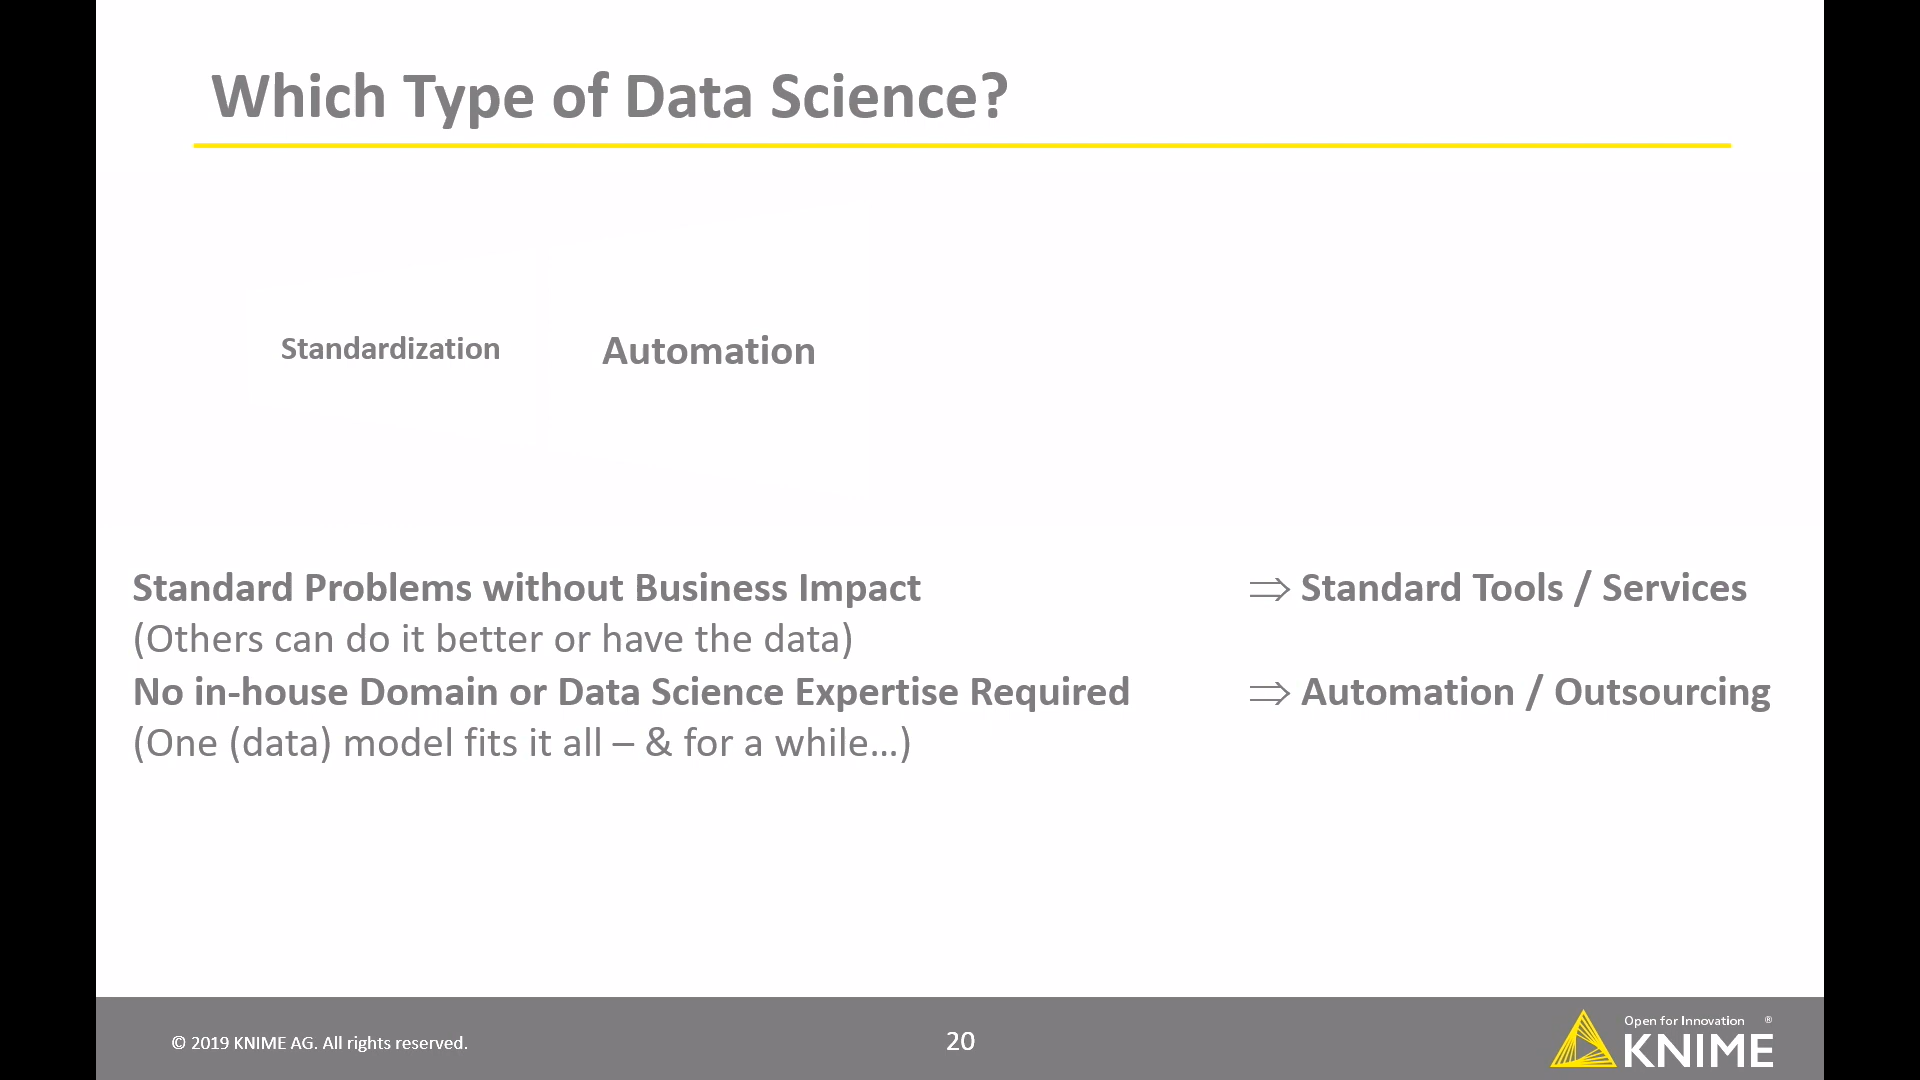 Which Type of Data Science?
Standardization Automation
Standard Problems without Business Impact ⇒ Standard Tools / Services
(Others can do it better or have the data)
No in-house Domain or Data Science Expertise Required ⇒ Automation / Outsourcing
(One (data) model fits it all – & for a while…)
© 2019 KNIME AG. All rights reserved.
20
Open for Innovation ®
KNIME